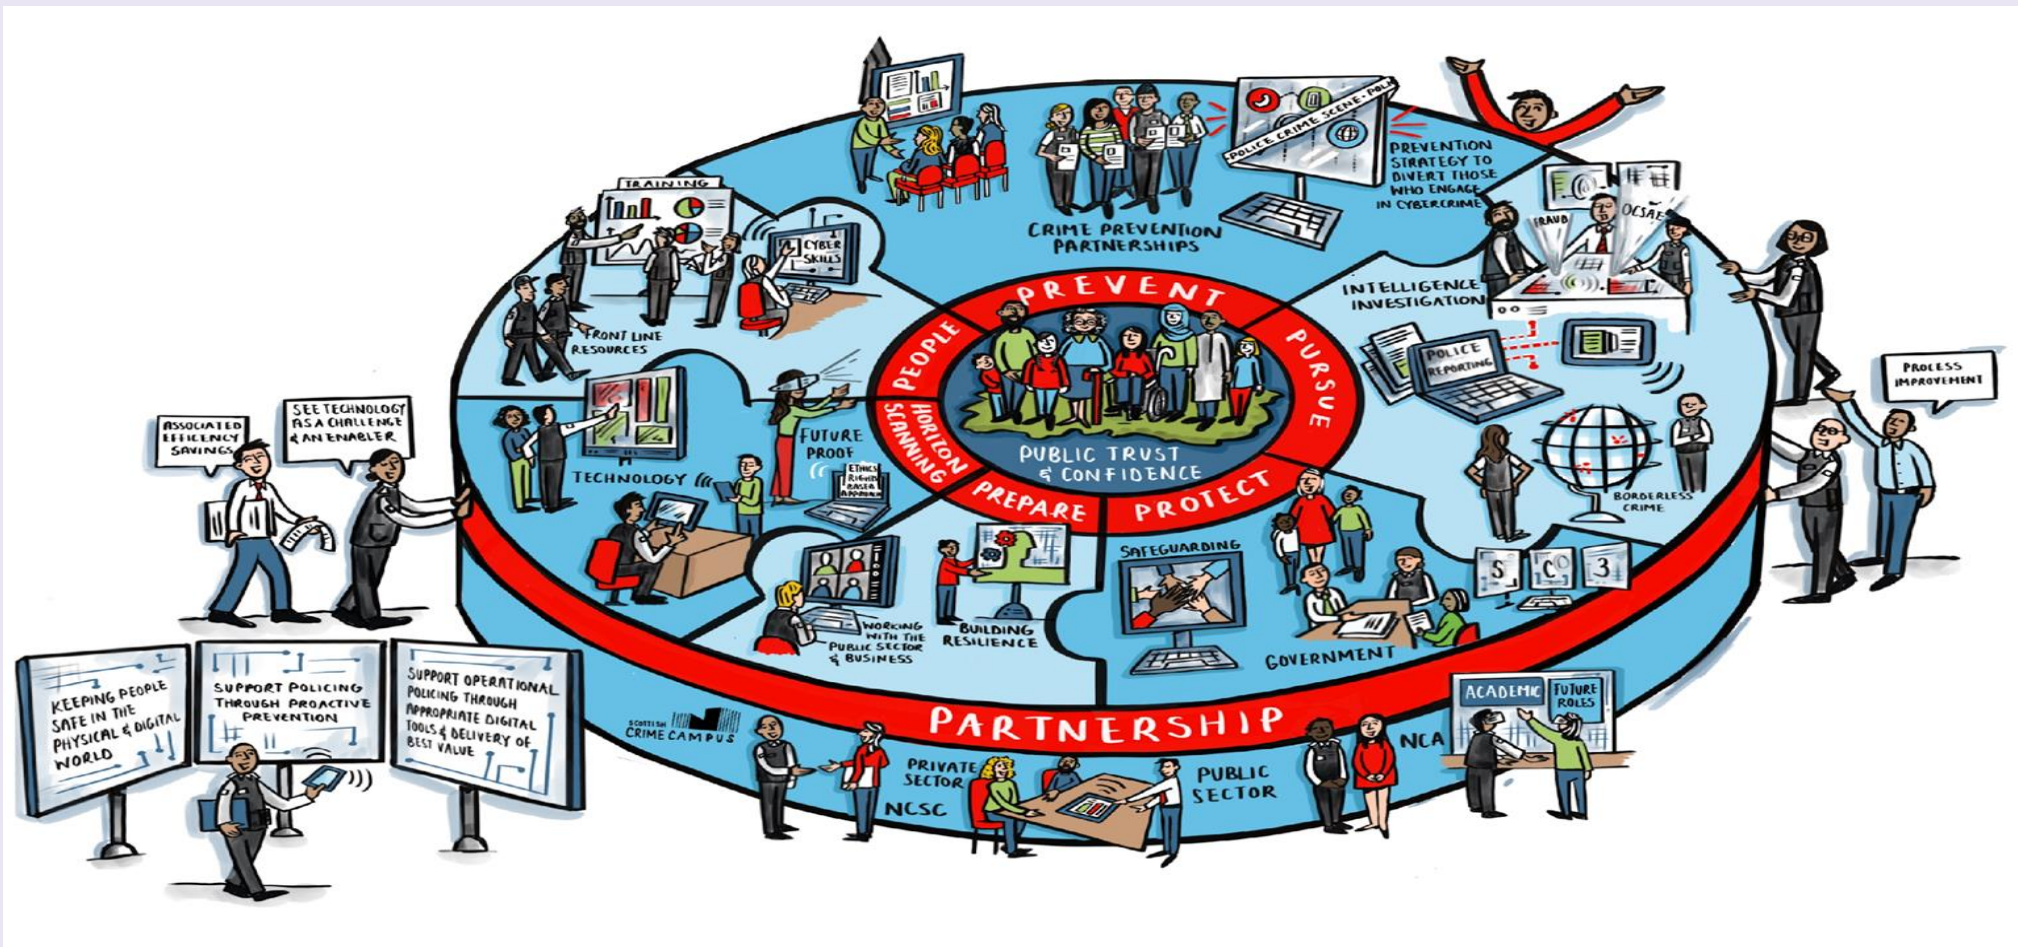 TRAINING
CYBER
SKILLS
FRONT LINE
RESOURCES
CRIME PREVENTION
PARTNERSHIPS
POLICE CRIME SCENE • POLI
PREVENTION
STRATEGY TO
DIVERT THOSE
WHO ENGAGE
IN CYBERCRIME
FRAUD
OCSAE
INTELLIGENCE
INVESTIGATION
POLICE
REPORTING
BORDERLESS
CRIME
PROCESS
IMPROVEMENT
PREVENT
PURSUE
PROTECT
PREPARE
HORIZON
SCANNING
PEOPLE
PUBLIC TRUST
& CONFIDENCE
ASSOCIATED
EFFICENCY
SAVINGS
SEE TECHNOLOGY
AS A CHALLENGE
& AN ENABLER
TECHNOLOGY
FUTURE
PROOF
ETHICS
RIGHTS
BASED
APPROACH
WORKING
WITH THE
PUBLIC SECTOR
& BUSINESS
BUILDING
RESILIENCE
SAFEGUARDING
GOVERNMENT
S CO 3
PARTNERSHIP
SCOTTISH
CRIME CAMPUS
PRIVATE
SECTOR
NCSC
PUBLIC
SECTOR
NCA
ACADEMIC
FUTURE
ROLES
KEEPING PEOPLE
SAFE IN THE
PHYSICAL & DIGITAL
WORLD
SUPPORT POLICING
THROUGH PROACTIVE
PREVENTION
SUPPORT OPERATIONAL
POLICING THROUGH
APPROPRIATE DIGITAL
TOOLS & DELIVERY OF
BEST VALUE